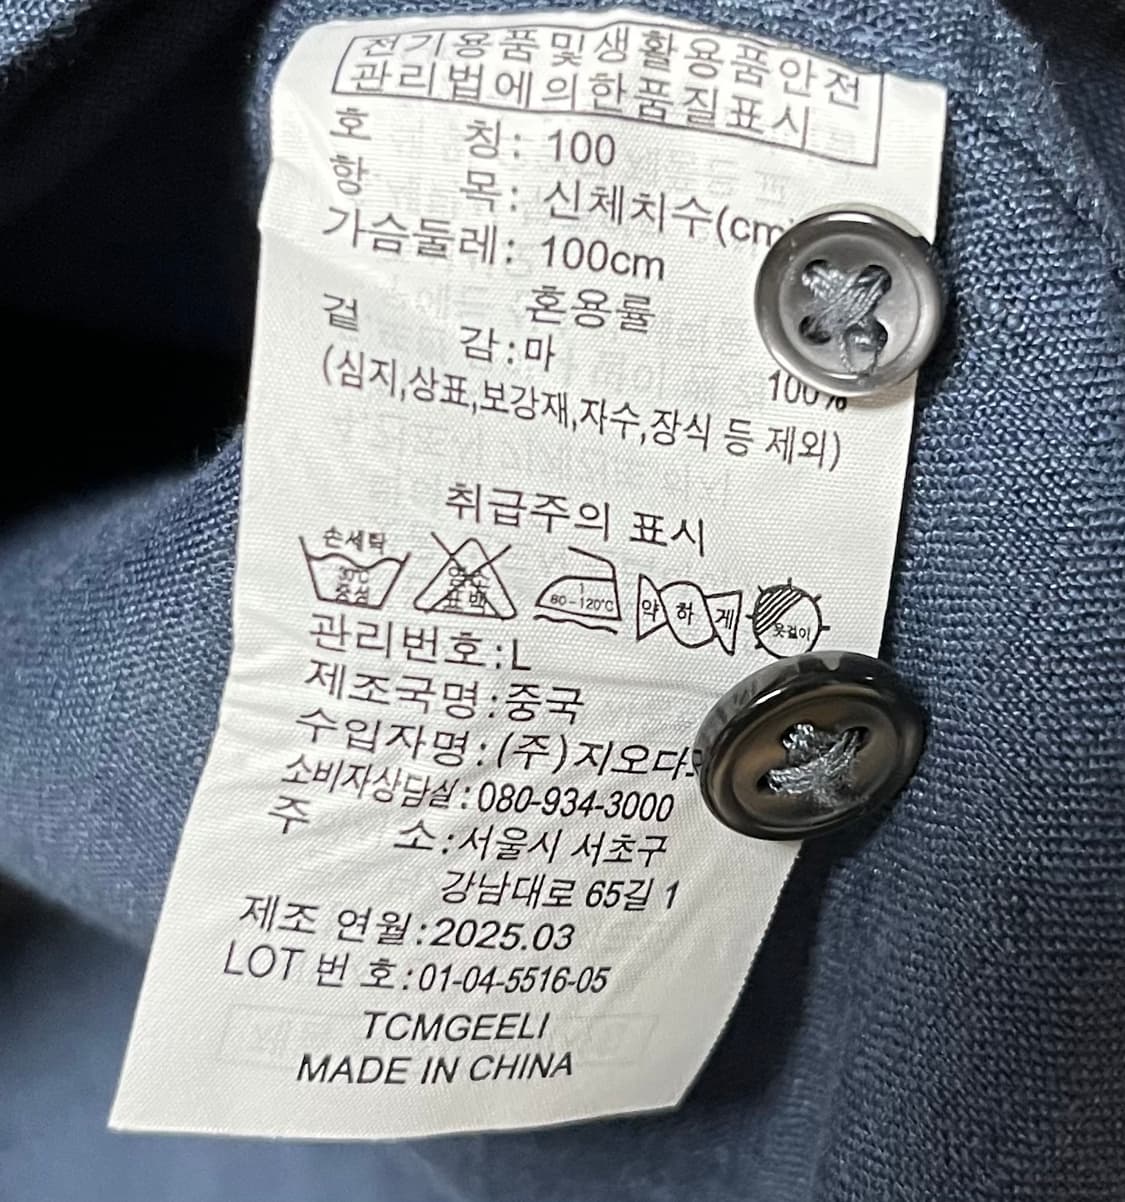 전기용품및생활용품안전
관리법에의한품질표시
호 칭: 100
항 목: 신체치수(cm
가슴둘레: 100cm
혼용률
겉 감:마 100%
(심지,상표,보강재,자수,장식 등 제외)
취급주의 표시
손세탁
30℃
중성
염소
표백
1
80~120℃
약 하 게
옷걸이
관리번호:L
제조국명:중국
수입자명:(주)지오다
소비자상담실:080-934-3000
주 소:서울시 서초구
강남대로 65길 1
제조 연월:2025.03
LOT 번 호:01-04-5516-05
TCMGEELI
MADE IN CHINA